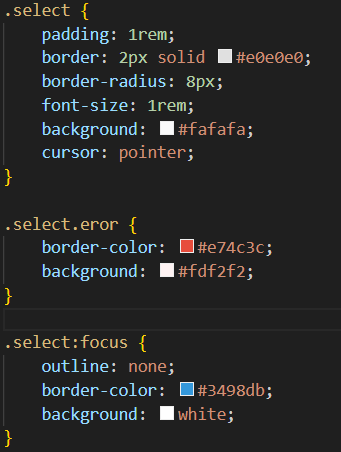 .select {
    padding: 1rem;
    border: 2px solid #e0e0e0;
    border-radius: 8px;
    font-size: 1rem;
    background: #fafafa;
    cursor: pointer;
}

.select.eror {
    border-color: #e74c3c;
    background: #fdf2f2;
}

.select:focus {
    outline: none;
    border-color: #3498db;
    background: white;
}